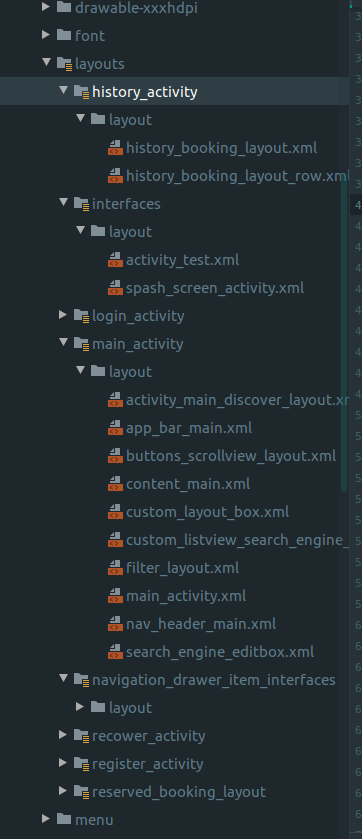 drawable-xxxhdpi
font
layouts
history_activity
layout
history_booking_layout.xml
history_booking_layout_row.xml
interfaces
layout
activity_test.xml
spash_screen_activity.xml
login_activity
main_activity
layout
activity_main_discover_layout.xr
app_bar_main.xml
buttons_scrollview_layout.xml
content_main.xml
custom_layout_box.xml
custom_listview_search_engine_
filter_layout.xml
main_activity.xml
nav_header_main.xml
search_engine_editbox.xml
navigation_drawer_item_interfaces
layout
recower_activity
register_activity
reserved_booking_layout
menu